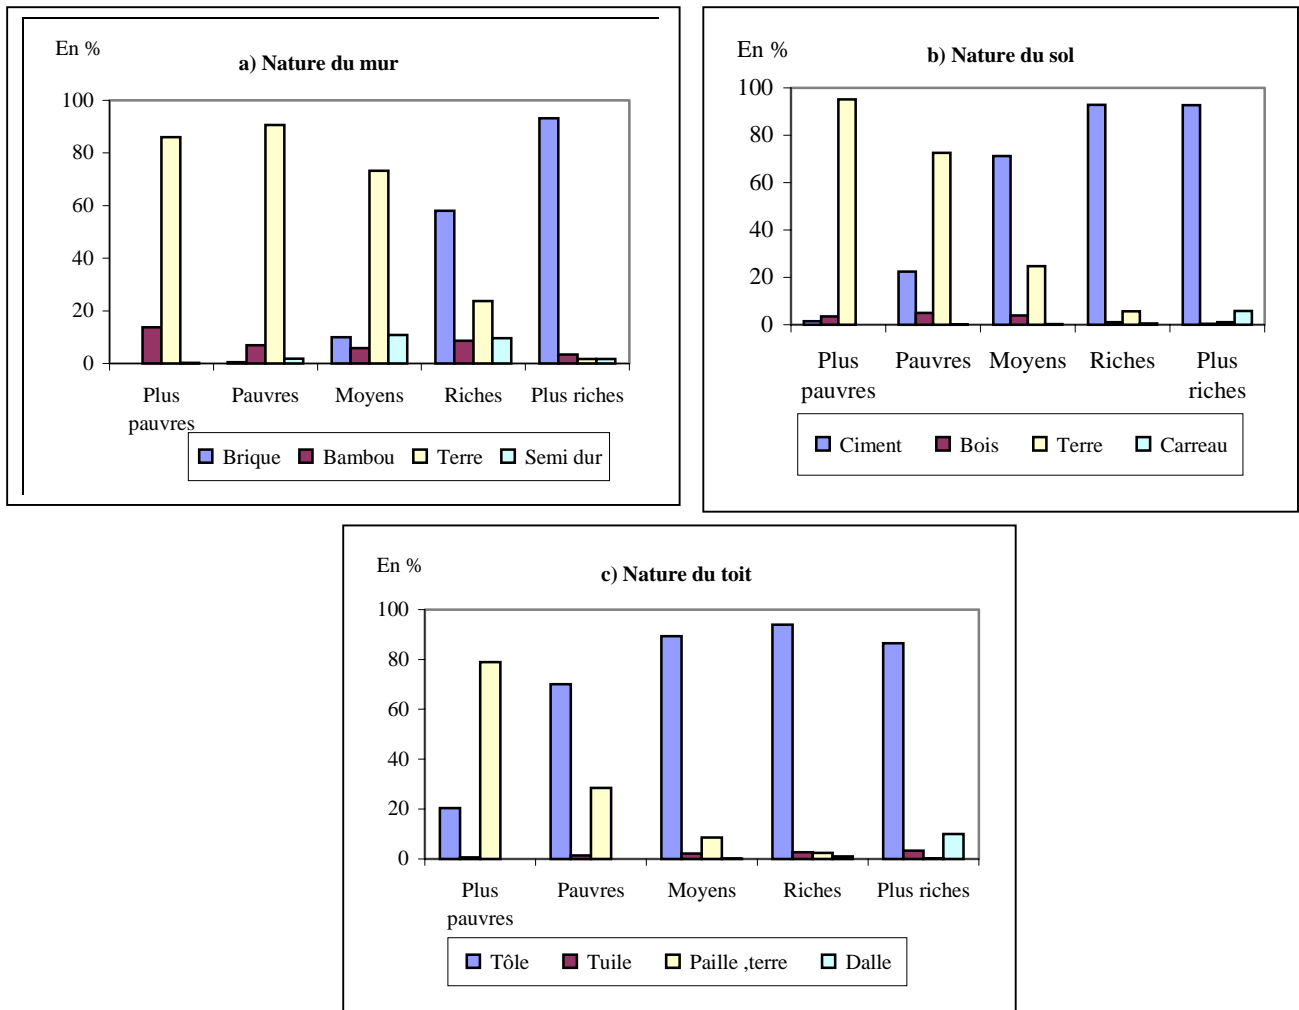 En %
a) Nature du mur
100
80
60
40
20
0
Plus pauvres Pauvres Moyens Riches Plus riches
Brique Bambou Terre Semi dur
En %
b) Nature du sol
100
80
60
40
20
0
Plus pauvres Pauvres Moyens Riches Plus riches
Ciment Bois Terre Carreau
En %
c) Nature du toit
100
80
60
40
20
0
Plus pauvres Pauvres Moyens Riches Plus riches
Tôle Tuile Paille ,terre Dalle